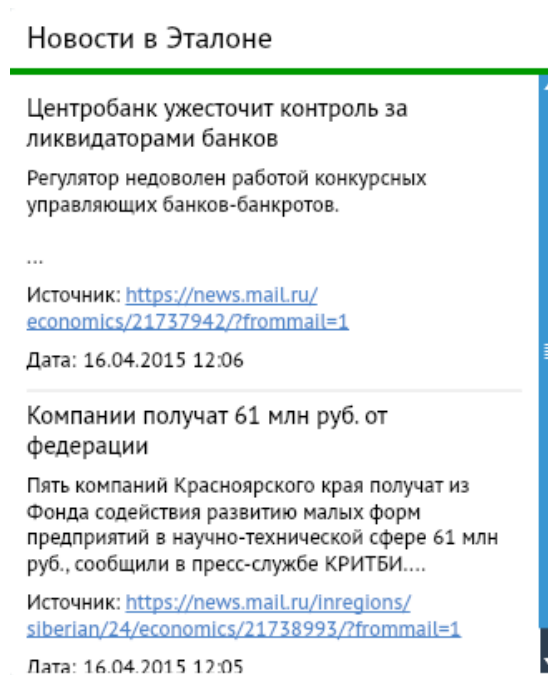 Новости в Эталоне
Центробанк ужесточит контроль за
ликвидаторами банков
Регулятор недоволен работой конкурсных
управляющих банков-банкротов.
...
Источник: https://news.mail.ru/
economics/21737942/?frommail=1
Дата: 16.04.2015 12:06
Компании получат 61 млн руб. от
федерации
Пять компаний Красноярского края получат из
Фонда содействия развитию малых форм
предприятий в научно-технической сфере 61 млн
руб., сообщили в пресс-службе КРИТБИ....
Источник: https://news.mail.ru/inregions/
siberian/24/economics/21738993/?frommail=1
Дата: 16.04.2015 12:05